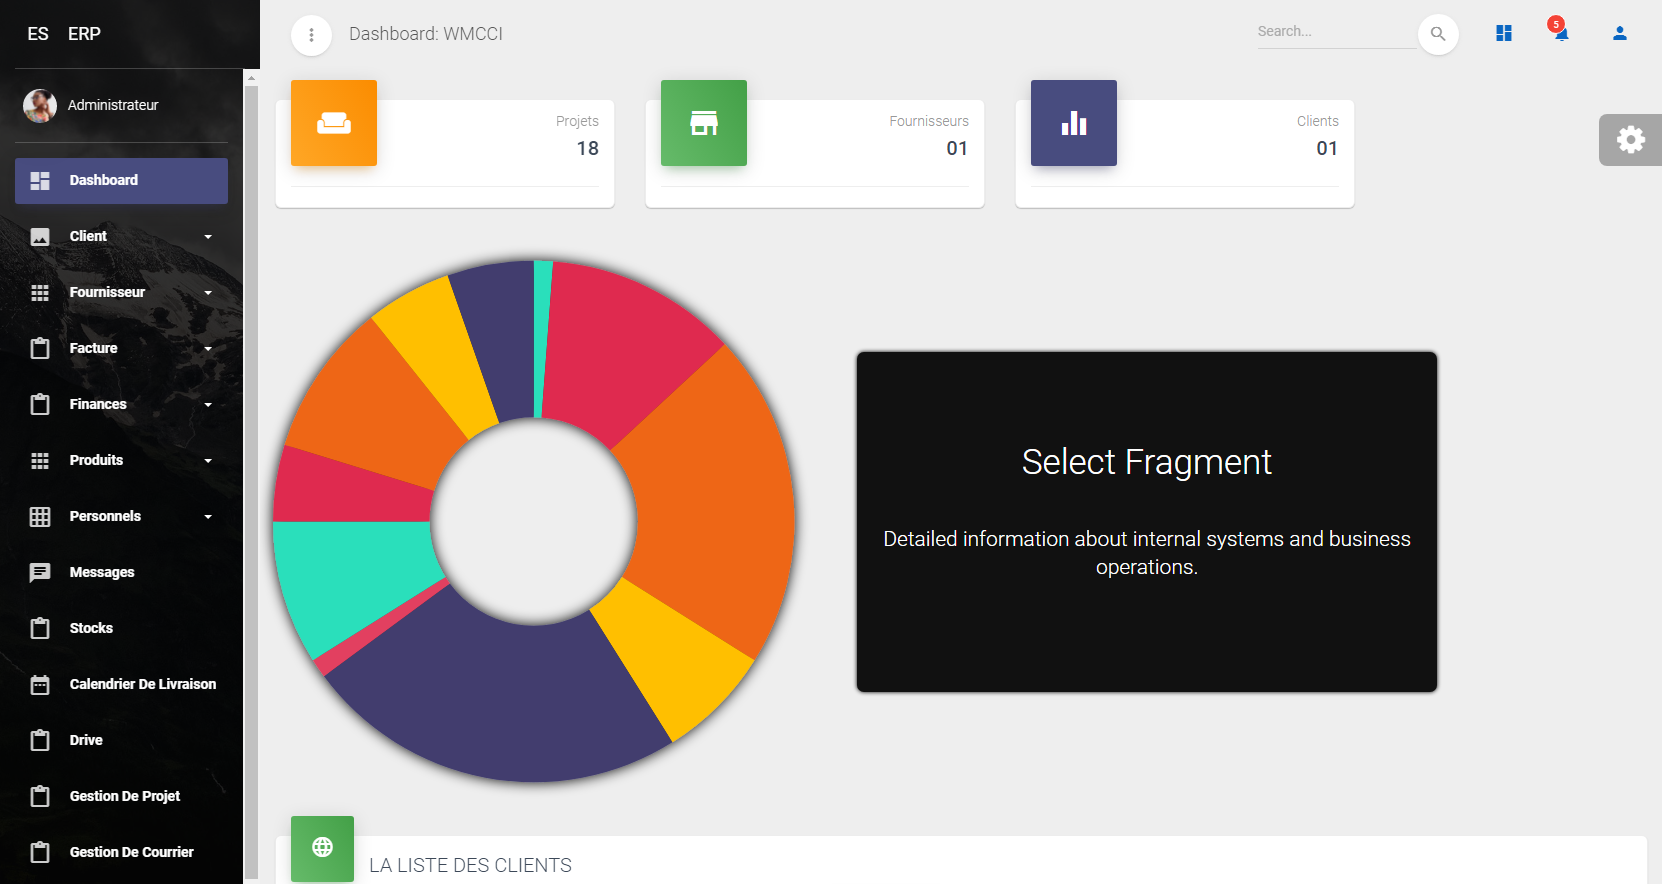 ES ERP
Administrateur
Dashboard
Client
Fournisseur
Facture
Finances
Produits
Personnels
Messages
Stocks
Calendrier De Livraison
Drive
Gestion De Projet
Gestion De Courrier
Dashboard: WMCCI
Search...
5
Projets
18
Fournisseurs
01
Clients
01
Select Fragment
Detailed information about internal systems and business
operations.
LA LISTE DES CLIENTS